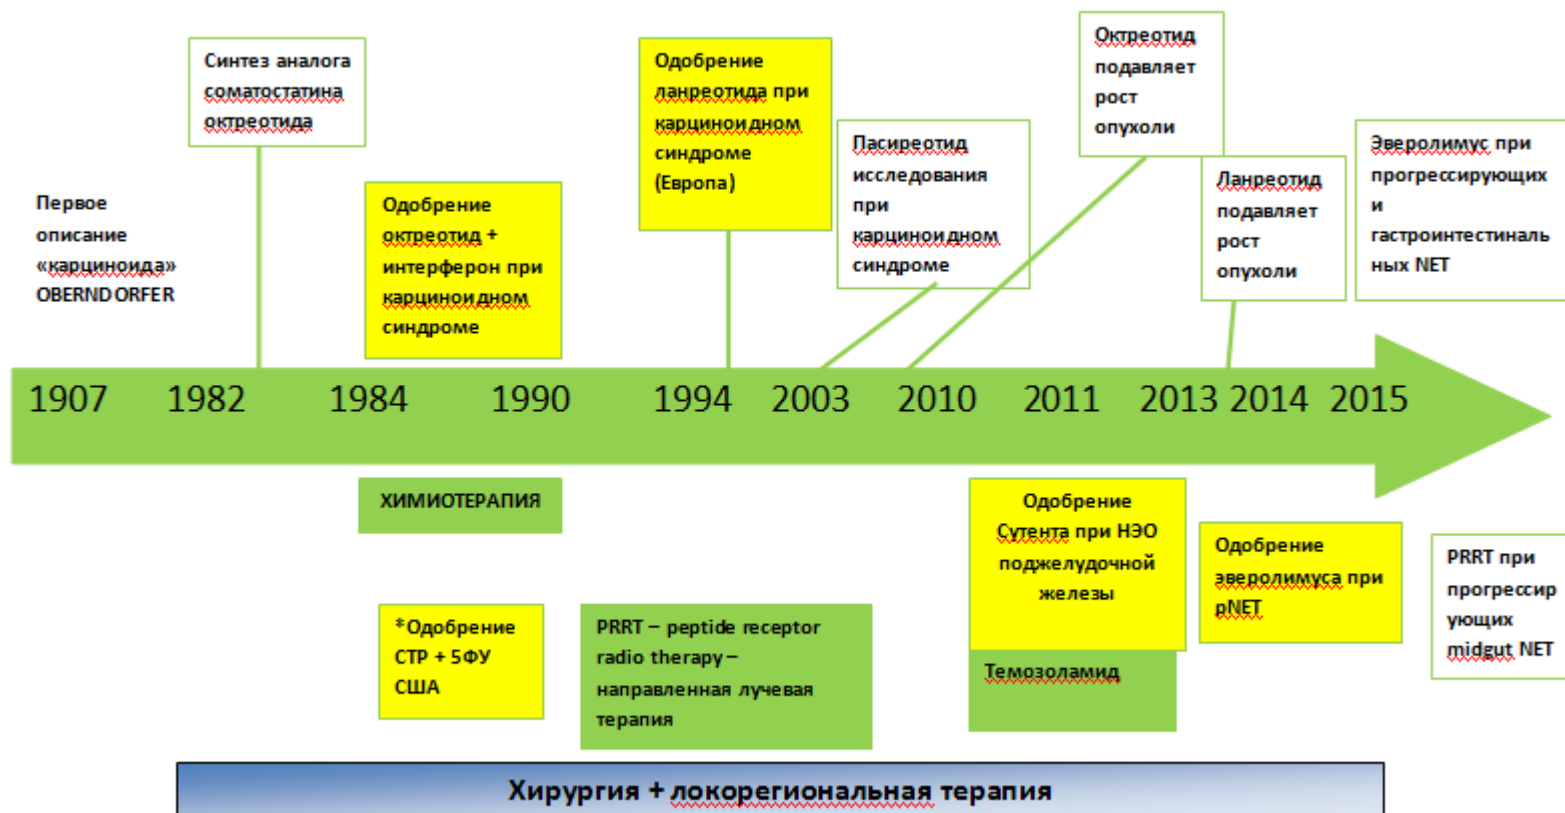 Первое
описание
«карциноида»
OBERNDORFER
Синтез аналога
соматостатина
октреотида
Одобрение
октреотид +
интерферон при
карциноидном
синдроме
Одобрение
ланреотида при
карциноидном
синдроме
(Европа)
Пасиреотид
исследования
при
карциноидном
синдроме
Октреотид
подавляет
рост
опухоли
Ланреотид
подавляет
рост
опухоли
Эверолимус при
прогрессирующих
и
гастроинтестиналь
ных NET
1907 1982 1984 1990 1994 2003 2010 2011 2013 2014 2015
ХИМИОТЕРАПИЯ
*Одобрение
СТР + 5ФУ
США
PRRT – peptide receptor
radio therapy –
направленная лучевая
терапия
Одобрение
Сутента при НЭО
поджелудочной
железы
Темозоламид
Одобрение
эверолимуса при
pNET
PRRT при
прогрессир
ующих
midgut NET
Хирургия + локорегиональная терапия